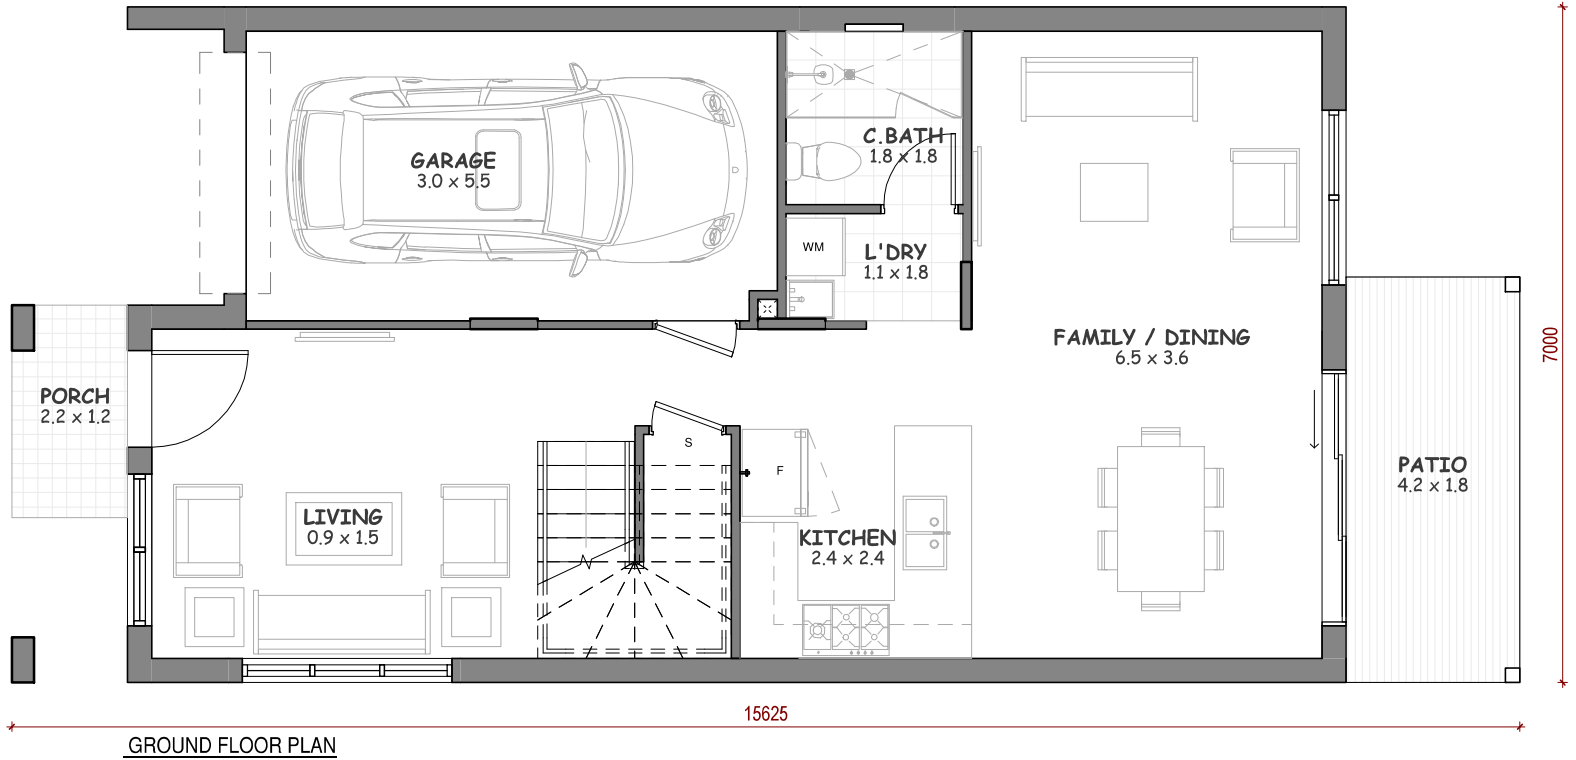 C.BATH
1.8 x 1.8
GARAGE
3.0 x 5.5
WM
L'DRY
1.1 x 1.8
FAMILY / DINING
6.5 x 3.6
7000
PORCH
2.2 x 1.2
S
F
PATIO
4.2 x 1.8
LIVING
0.9 x 1.5
KITCHEN
2.4 x 2.4
15625
GROUND FLOOR PLAN